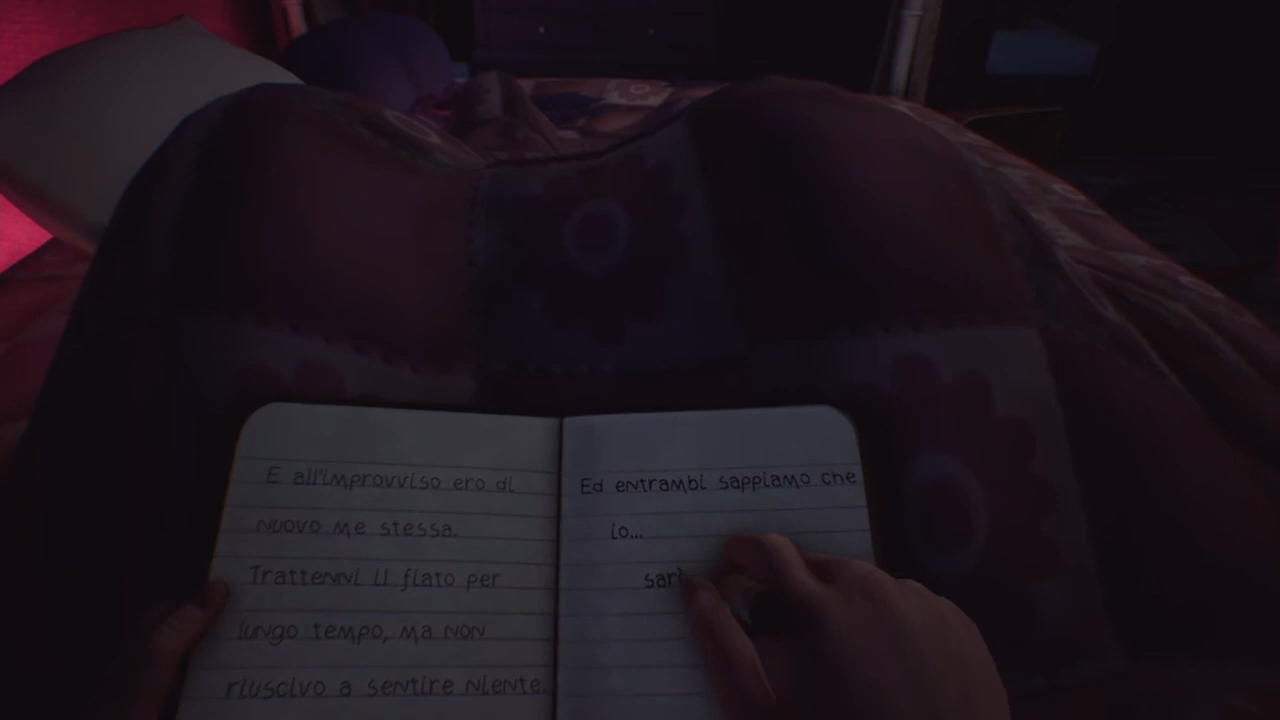 E all'improvviso ero di
nuovo me stessa.
Trattenni il fiato per
lungo tempo, ma non
riuscivo a sentire niente.
Ed entrambi sappiamo che
io...
sarò